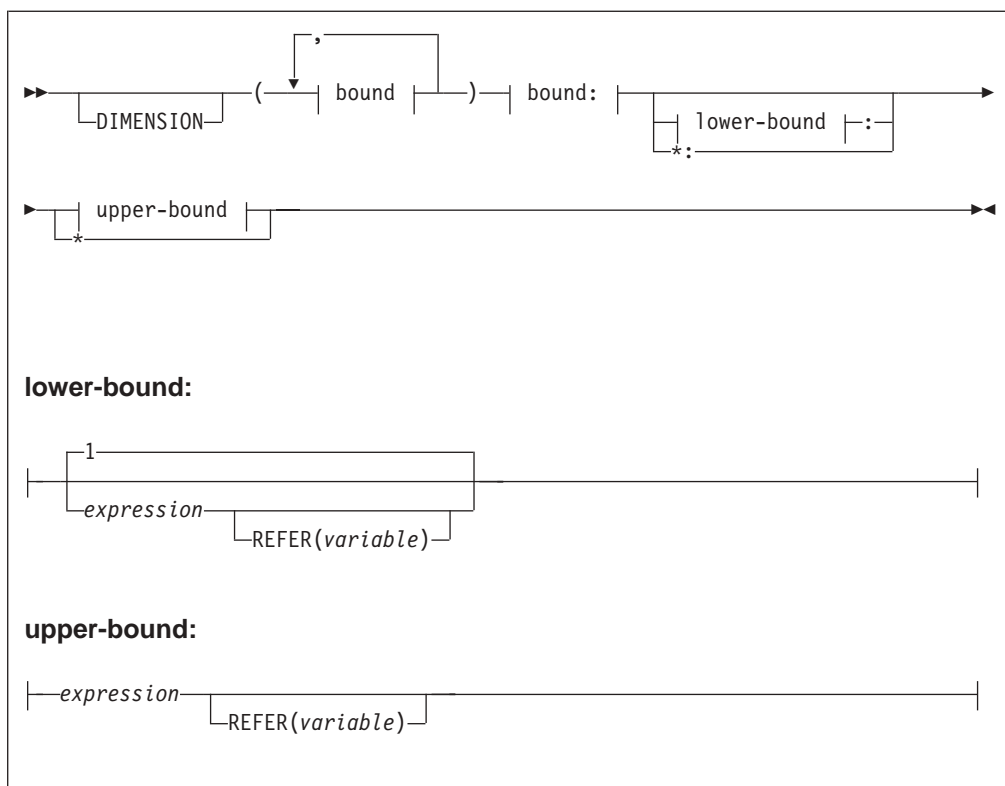 ,
( bound ) bound:
DIMENSION lower-bound :
*:
upper-bound
*
lower-bound:
1
expression
REFER(variable)
upper-bound:
expression
REFER(variable)